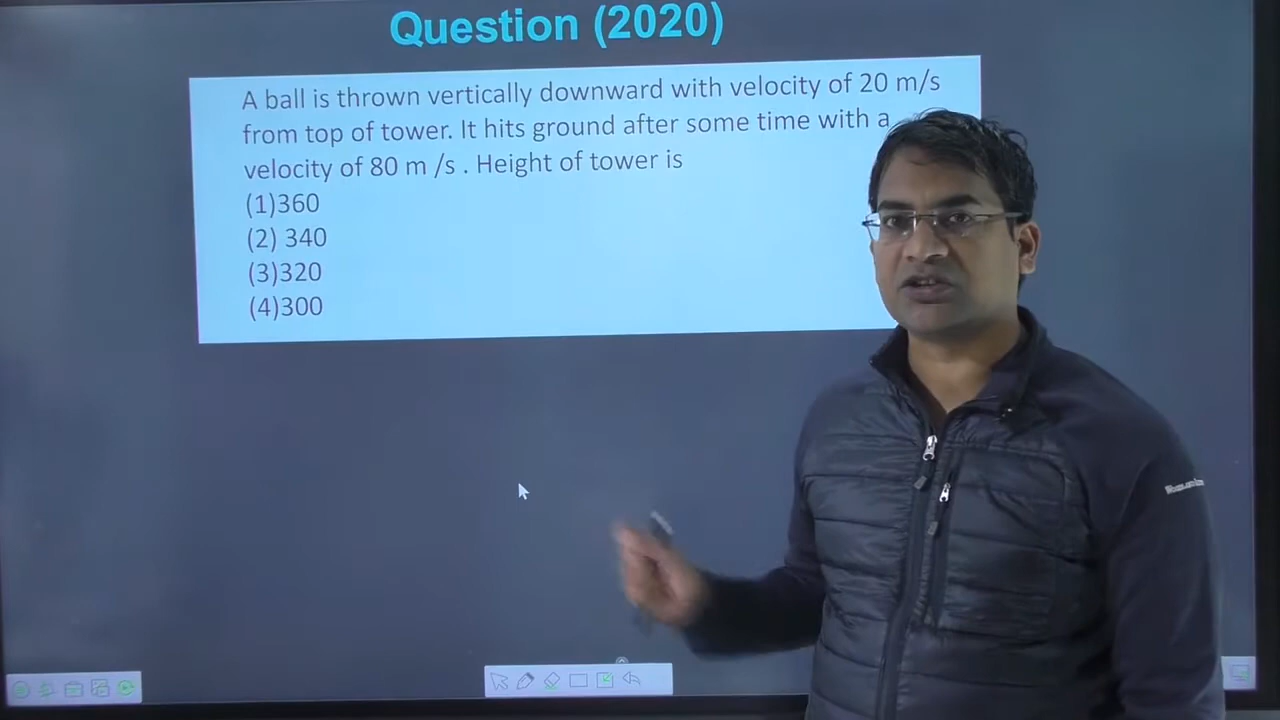 Question (2020)
A ball is thrown vertically downward with velocity of 20 m/s
from top of tower. It hits ground after some time with a
velocity of 80 m /s . Height of tower is
(1)360
(2) 340
(3)320
(4)300